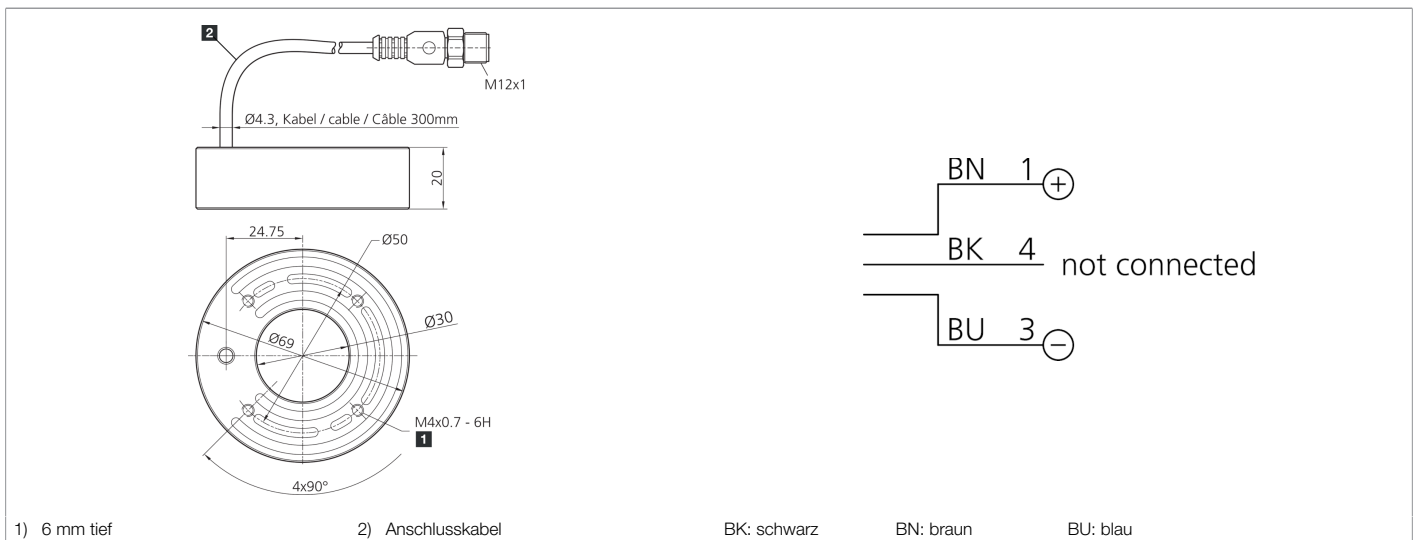 2
M12x1
Ø4.3, Kabel / cable / Câble 300mm
20
24.75
Ø50
Ø30
Ø69
M4x0.7 - 6H
1
4x90°
BN 1 +
BK 4 not connected
BU 3 −
1) 6 mm tief 2) Anschlusskabel BK: schwarz BN: braun BU: blau